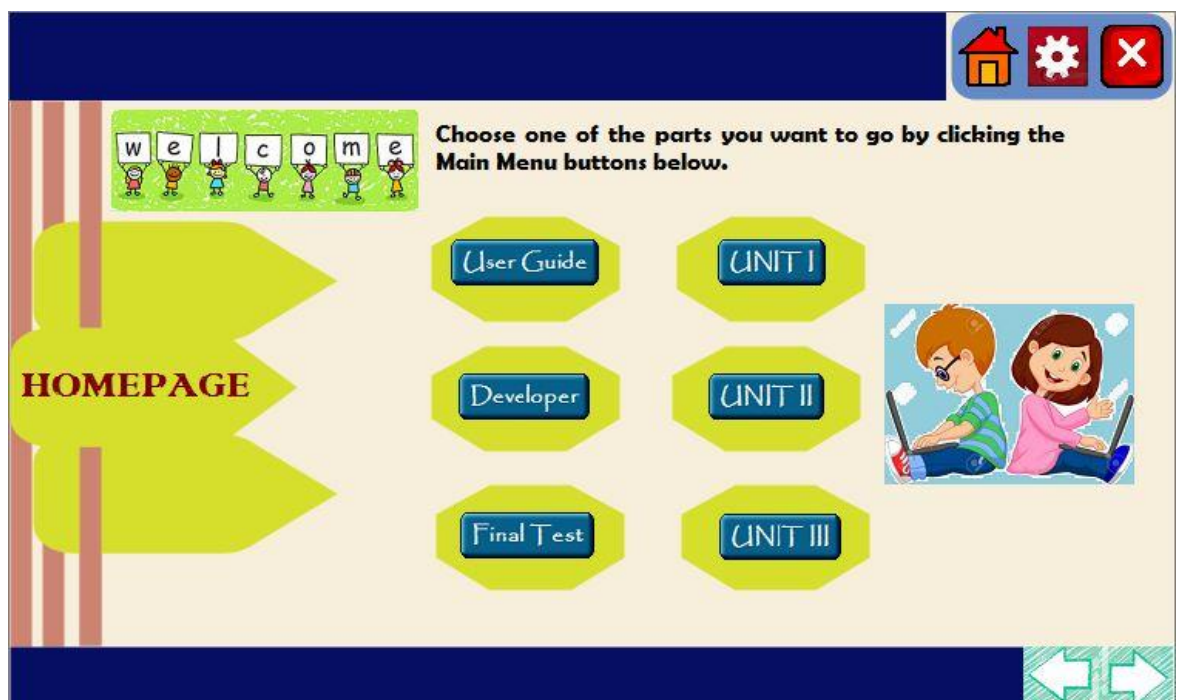 welcome
Choose one of the parts you want to go by clicking the
Main Menu buttons below.
User Guide
UNIT I
HOMEPAGE
Developer
UNIT II
Final Test
UNIT III